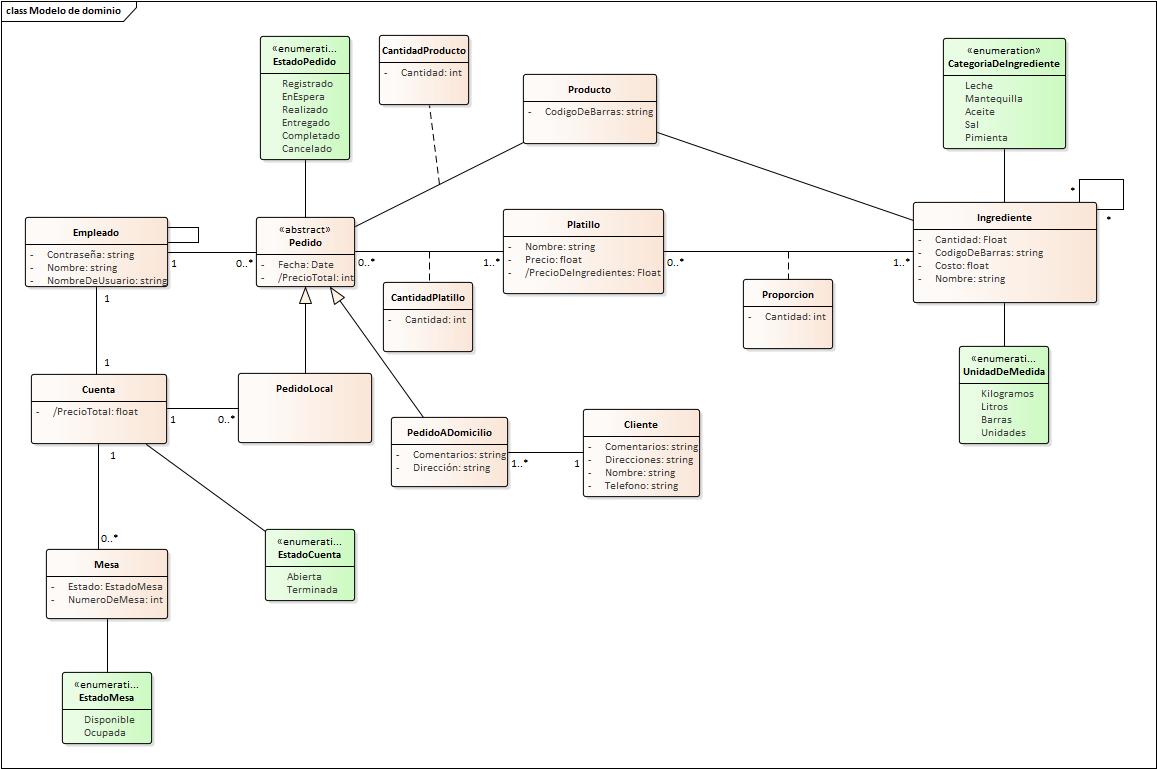 class Modelo de dominio
«enumerati...
EstadoPedido
Registrado
EnEspera
Realizado
Entregado
Completado
Cancelado
CantidadProducto
- Cantidad: int
Producto
- CodigoDeBarras: string
«enumeration»
CategoriaDeIngrediente
Leche
Mantequilla
Aceite
Sal
Pimienta
*
*
Empleado
- Contraseña: string
- Nombre: string
- NombreDeUsuario: string
1
0..*
«abstract»
Pedido
- Fecha: Date
- /PrecioTotal: int
0..*
1..*
Platillo
- Nombre: string
- Precio: float
- /PrecioDeIngredientes: Float
0..*
1..*
Ingrediente
- Cantidad: Float
- CodigoDeBarras: string
- Costo: float
- Nombre: string
CantidadPlatillo
- Cantidad: int
Proporcion
- Cantidad: int
1
1
Cuenta
- /PrecioTotal: float
1
0..*
PedidoLocal
«enumerati...
UnidadDeMedida
Kilogramos
Litros
Barras
Unidades
PedidoADomicilio
- Comentarios: string
- Dirección: string
1..*
1
Cliente
- Comentarios: string
- Direcciones: string
- Nombre: string
- Telefono: string
1
0..*
«enumerati...
EstadoCuenta
Abierta
Terminada
Mesa
- Estado: EstadoMesa
- NumeroDeMesa: int
«enumerati...
EstadoMesa
Disponible
Ocupada